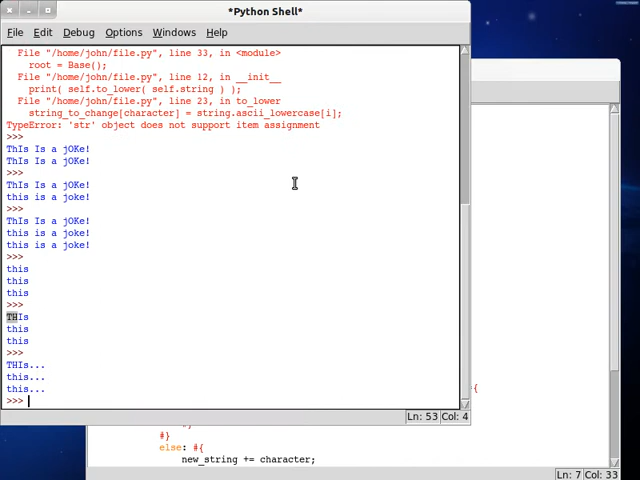 *Python Shell*
File Edit Debug Options Windows Help
File "/home/john/file.py", line 33, in <module>
root = Base();
File "/home/john/file.py", line 12, in __init__
print( self.to_lower( self.string ) );
File "/home/john/file.py", line 23, in to_lower
string_to_change[character] = string.ascii_lowercase[i];
TypeError: 'str' object does not support item assignment
>>>
ThIs Is a jOKe!
ThIs Is a jOKe!
>>>
ThIs Is a jOKe!
this is a joke!
>>>
ThIs Is a jOKe!
this is a joke!
this is a joke!
>>>
this
this
this
>>>
THIs
this
this
>>>
THIs...
this...
this...
>>>
Ln: 53 Col: 4
#{
#}
else: #{
new_string += character;
Ln: 7 Col: 33